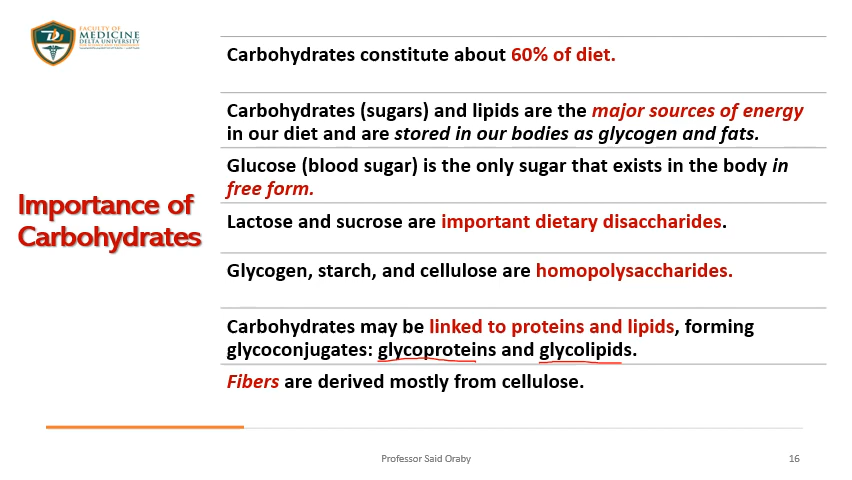 FACULTY OF
MEDICINE
DELTA UNIVERSITY
Carbohydrates constitute about 60% of diet.
Carbohydrates (sugars) and lipids are the major sources of energy
in our diet and are stored in our bodies as glycogen and fats.
Glucose (blood sugar) is the only sugar that exists in the body in
free form.
Importance of
Carbohydrates
Lactose and sucrose are important dietary disaccharides.
Glycogen, starch, and cellulose are homopolysaccharides.
Carbohydrates may be linked to proteins and lipids, forming
glycoconjugates: glycoproteins and glycolipids.
Fibers are derived mostly from cellulose.
Professor Said Oraby
16